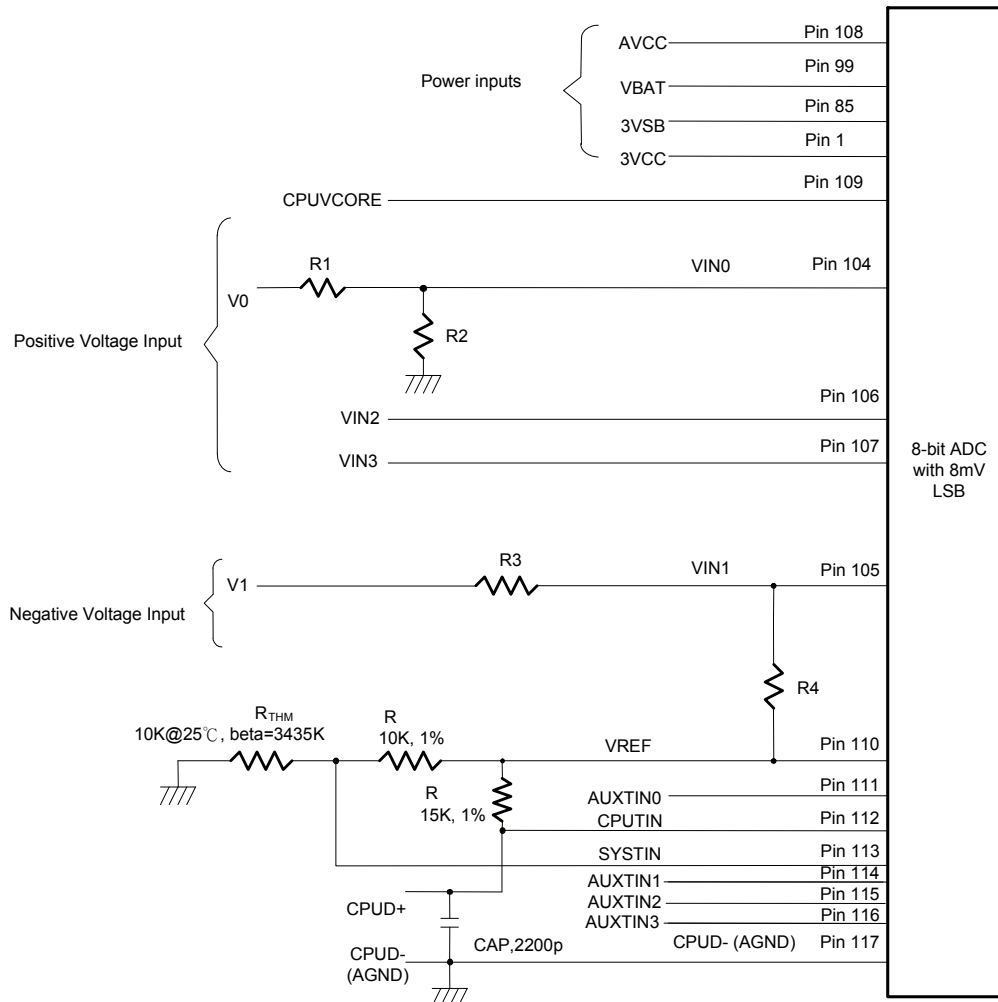 Power inputs
AVCC
Pin 108
VBAT
Pin 99
3VSB
Pin 85
3VCC
Pin 1
CPUVCORE
Pin 109
Positive Voltage Input
V0
R1
R2
VIN0
Pin 104
VIN2
Pin 106
VIN3
Pin 107
8-bit ADC
with 8mV
LSB
Negative Voltage Input
V1
R3
VIN1
Pin 105
R4
RTHM
10K@25℃, beta=3435K
R
10K, 1%
VREF
Pin 110
R
15K, 1%
AUXTIN0
Pin 111
CPUTIN
Pin 112
SYSTIN
Pin 113
AUXTIN1
Pin 114
AUXTIN2
Pin 115
AUXTIN3
Pin 116
CPUD+
CAP,2200p
CPUD-
(AGND)
CPUD- (AGND)
Pin 117